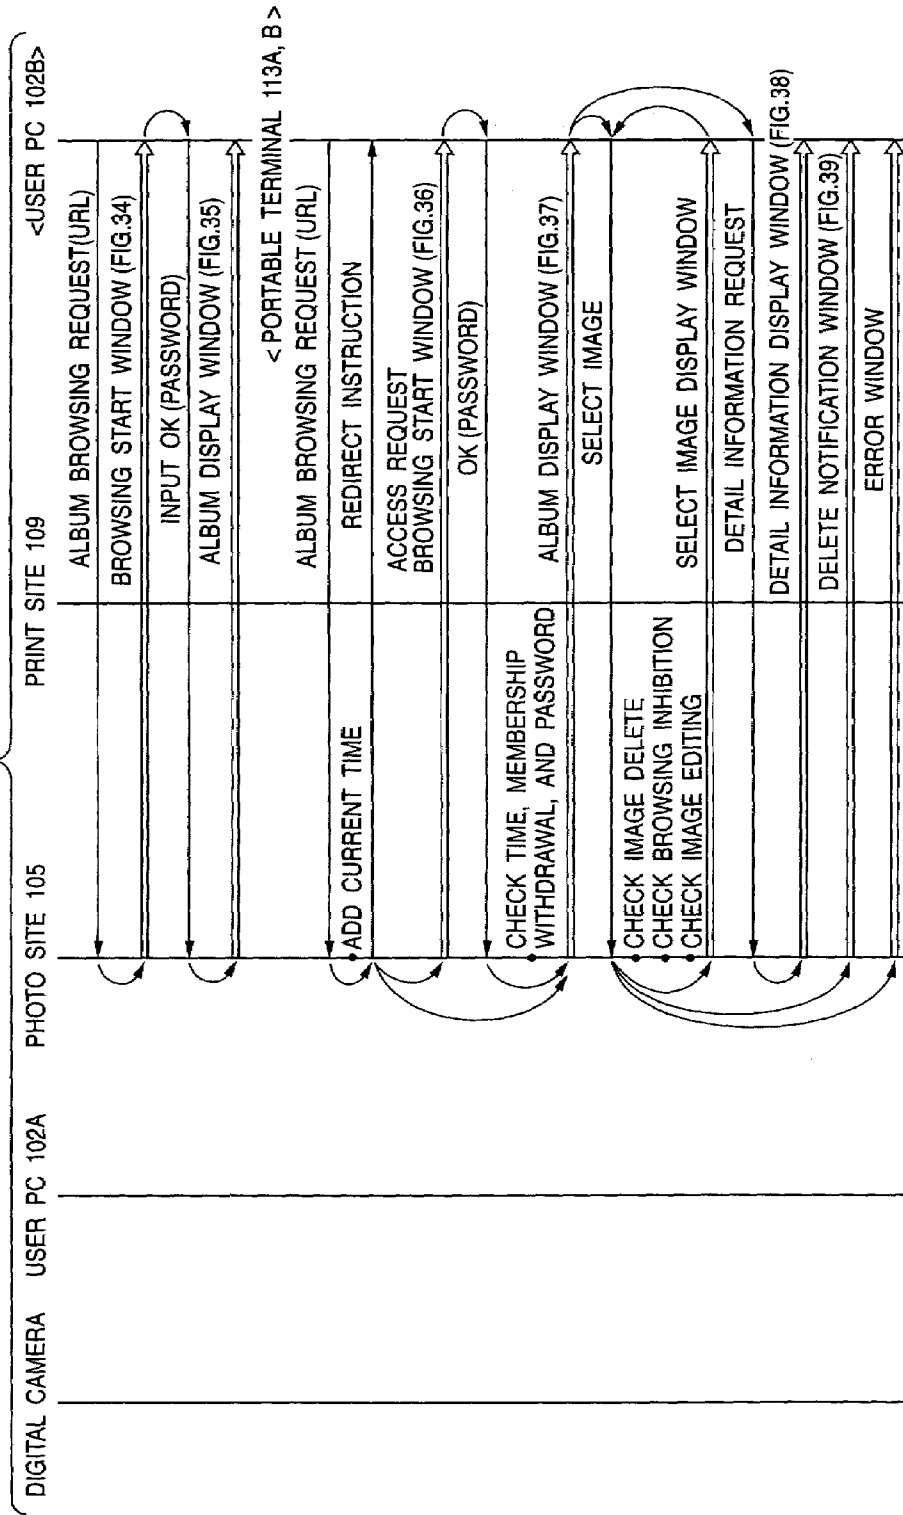 DIGITAL CAMERA
USER PC 102A
PHOTO SITE 105
PRINT SITE 109
<USER PC 102B>
ALBUM BROWSING REQUEST(URL)
BROWSING START WINDOW (FIG.34)
INPUT OK (PASSWORD)
ALBUM DISPLAY WINDOW (FIG.35)
< PORTABLE TERMINAL 113A, B >
ALBUM BROWSING REQUEST (URL)
ADD CURRENT TIME
REDIRECT INSTRUCTION
ACCESS REQUEST
BROWSING START WINDOW (FIG.36)
OK (PASSWORD)
CHECK TIME, MEMBERSHIP
WITHDRAWAL, AND PASSWORD
ALBUM DISPLAY WINDOW (FIG.37)
SELECT IMAGE
CHECK IMAGE DELETE
CHECK BROWSING INHIBITION
CHECK IMAGE EDITING
SELECT IMAGE DISPLAY WINDOW
DETAIL INFORMATION REQUEST
DETAIL INFORMATION DISPLAY WINDOW (FIG.38)
DELETE NOTIFICATION WINDOW (FIG.39)
ERROR WINDOW